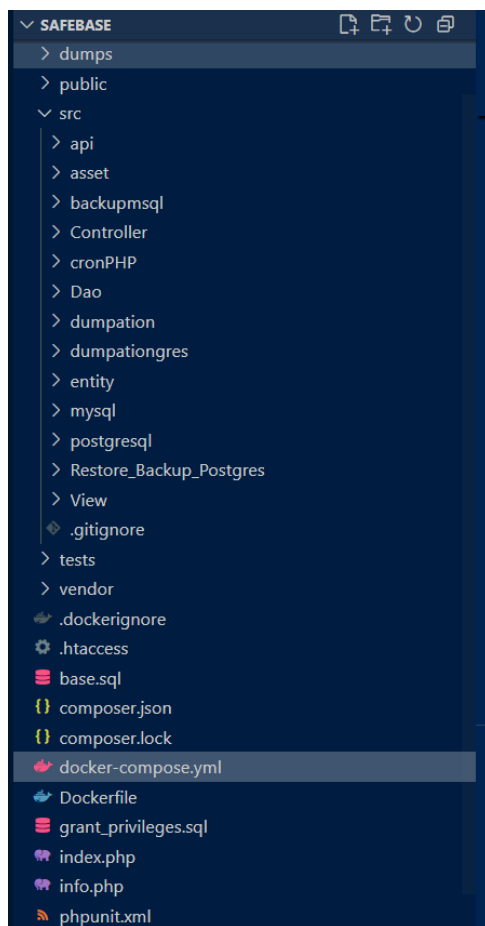 SAFEBASE
dumps
public
src
api
asset
backupmsql
Controller
cronPHP
Dao
dumpation
dumpationgres
entity
mysql
postgresql
Restore_Backup_Postgres
View
.gitignore
tests
vendor
.dockerignore
.htaccess
base.sql
composer.json
composer.lock
docker-compose.yml
Dockerfile
grant_privileges.sql
index.php
info.php
phpunit.xml